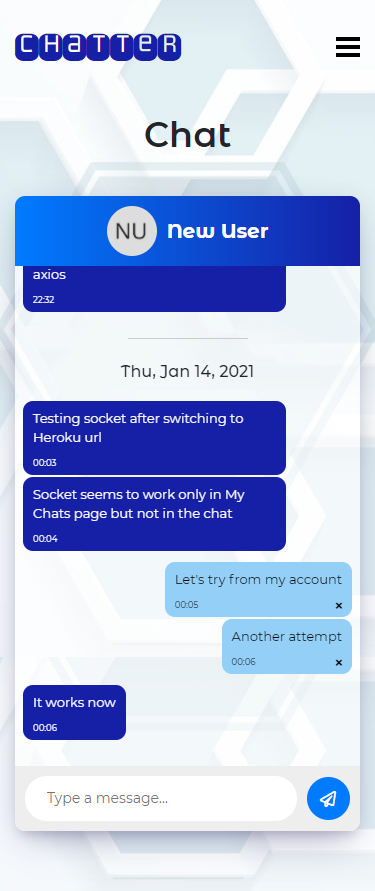 CHaTTeR
Chat
NU New User
axios
22:32
Thu, Jan 14, 2021
Testing socket after switching to
Heroku url
00:03
Socket seems to work only in My
Chats page but not in the chat
00:04
Let's try from my account
00:05 ×
Another attempt
00:06 ×
It works now
00:06
Type a message...